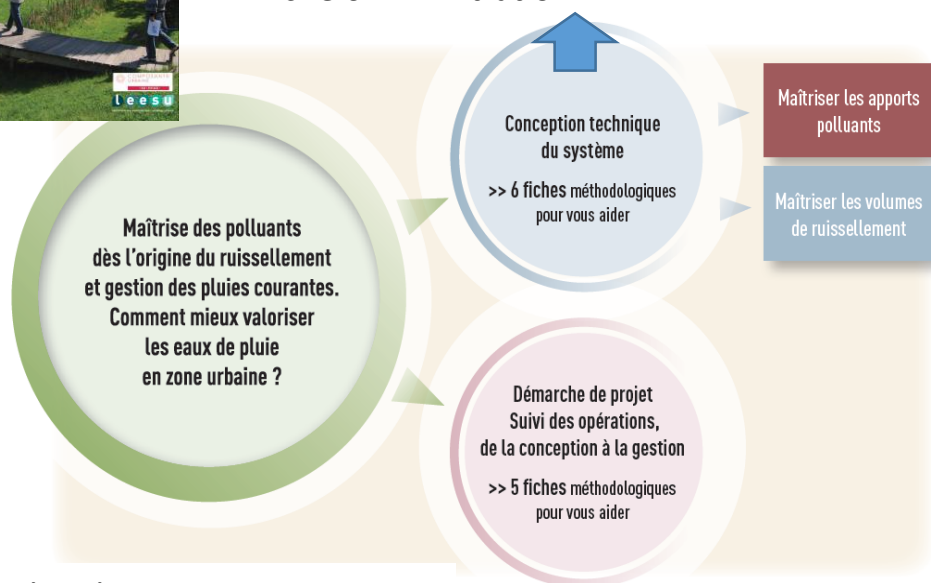 COMPOSANTE
URBAINE
leesu
Maîtrise des polluants
dès l'origine du ruissellement
et gestion des pluies courantes.
Comment mieux valoriser
les eaux de pluie
en zone urbaine ?
Conception technique
du système
>> 6 fiches méthodologiques
pour vous aider
Maîtriser les apports
polluants
Maîtriser les volumes
de ruissellement
Démarche de projet
Suivi des opérations,
de la conception à la gestion
>> 5 fiches méthodologiques
pour vous aider